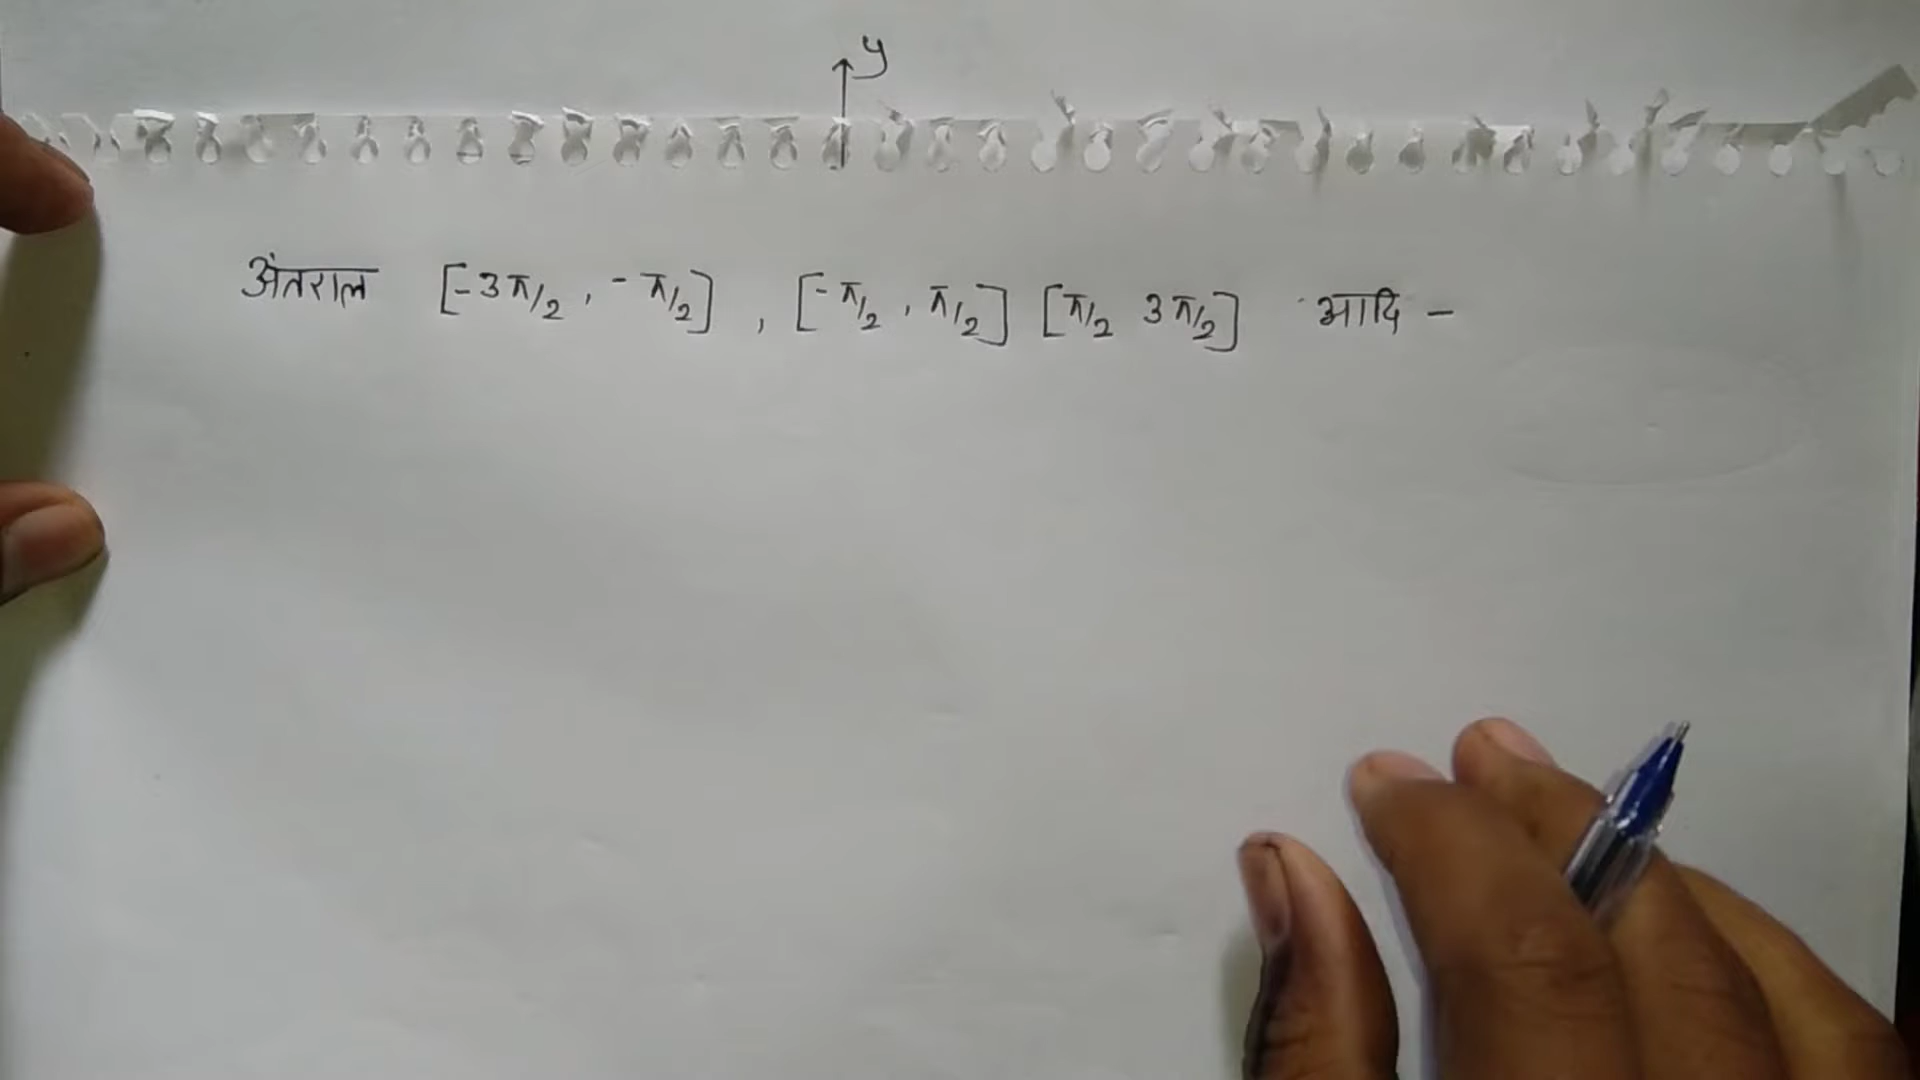 y
अंतराल [-3π/2 , -π/2] , [-π/2 , π/2] [π/2 3π/2] आदि -